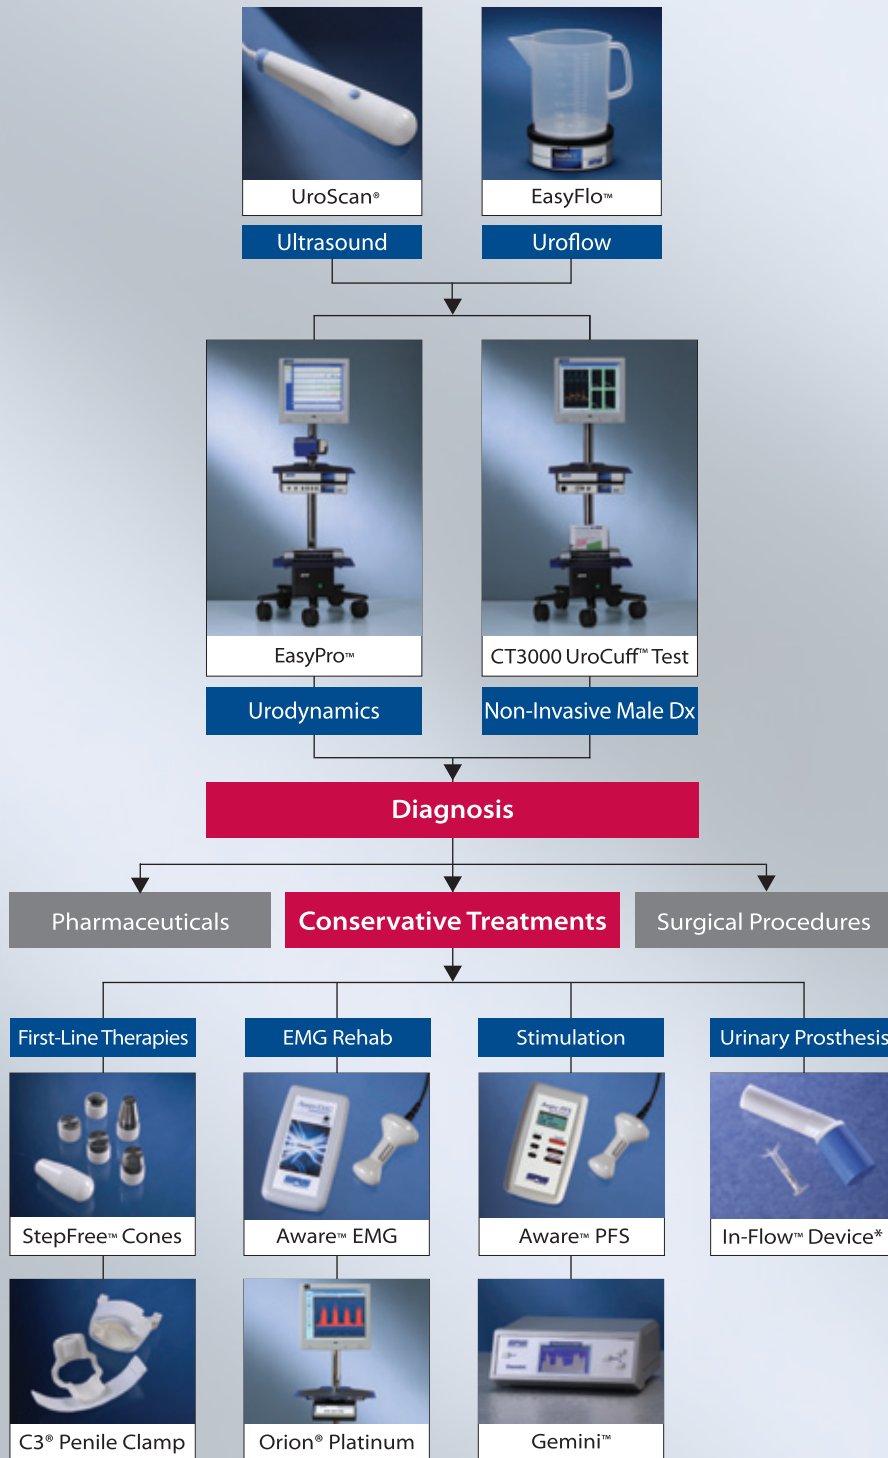 UroScan®
EasyFlo™
Ultrasound
Uroflow
EasyPro™
CT3000 UroCuff™ Test
Urodynamics
Non-Invasive Male Dx
Diagnosis
Pharmaceuticals
Conservative Treatments
Surgical Procedures
First-Line Therapies
EMG Rehab
Stimulation
Urinary Prosthesis
StepFree™ Cones
Aware™ EMG
Aware™ PFS
In-Flow™ Device*
C3® Penile Clamp
Orion® Platinum
Gemini™